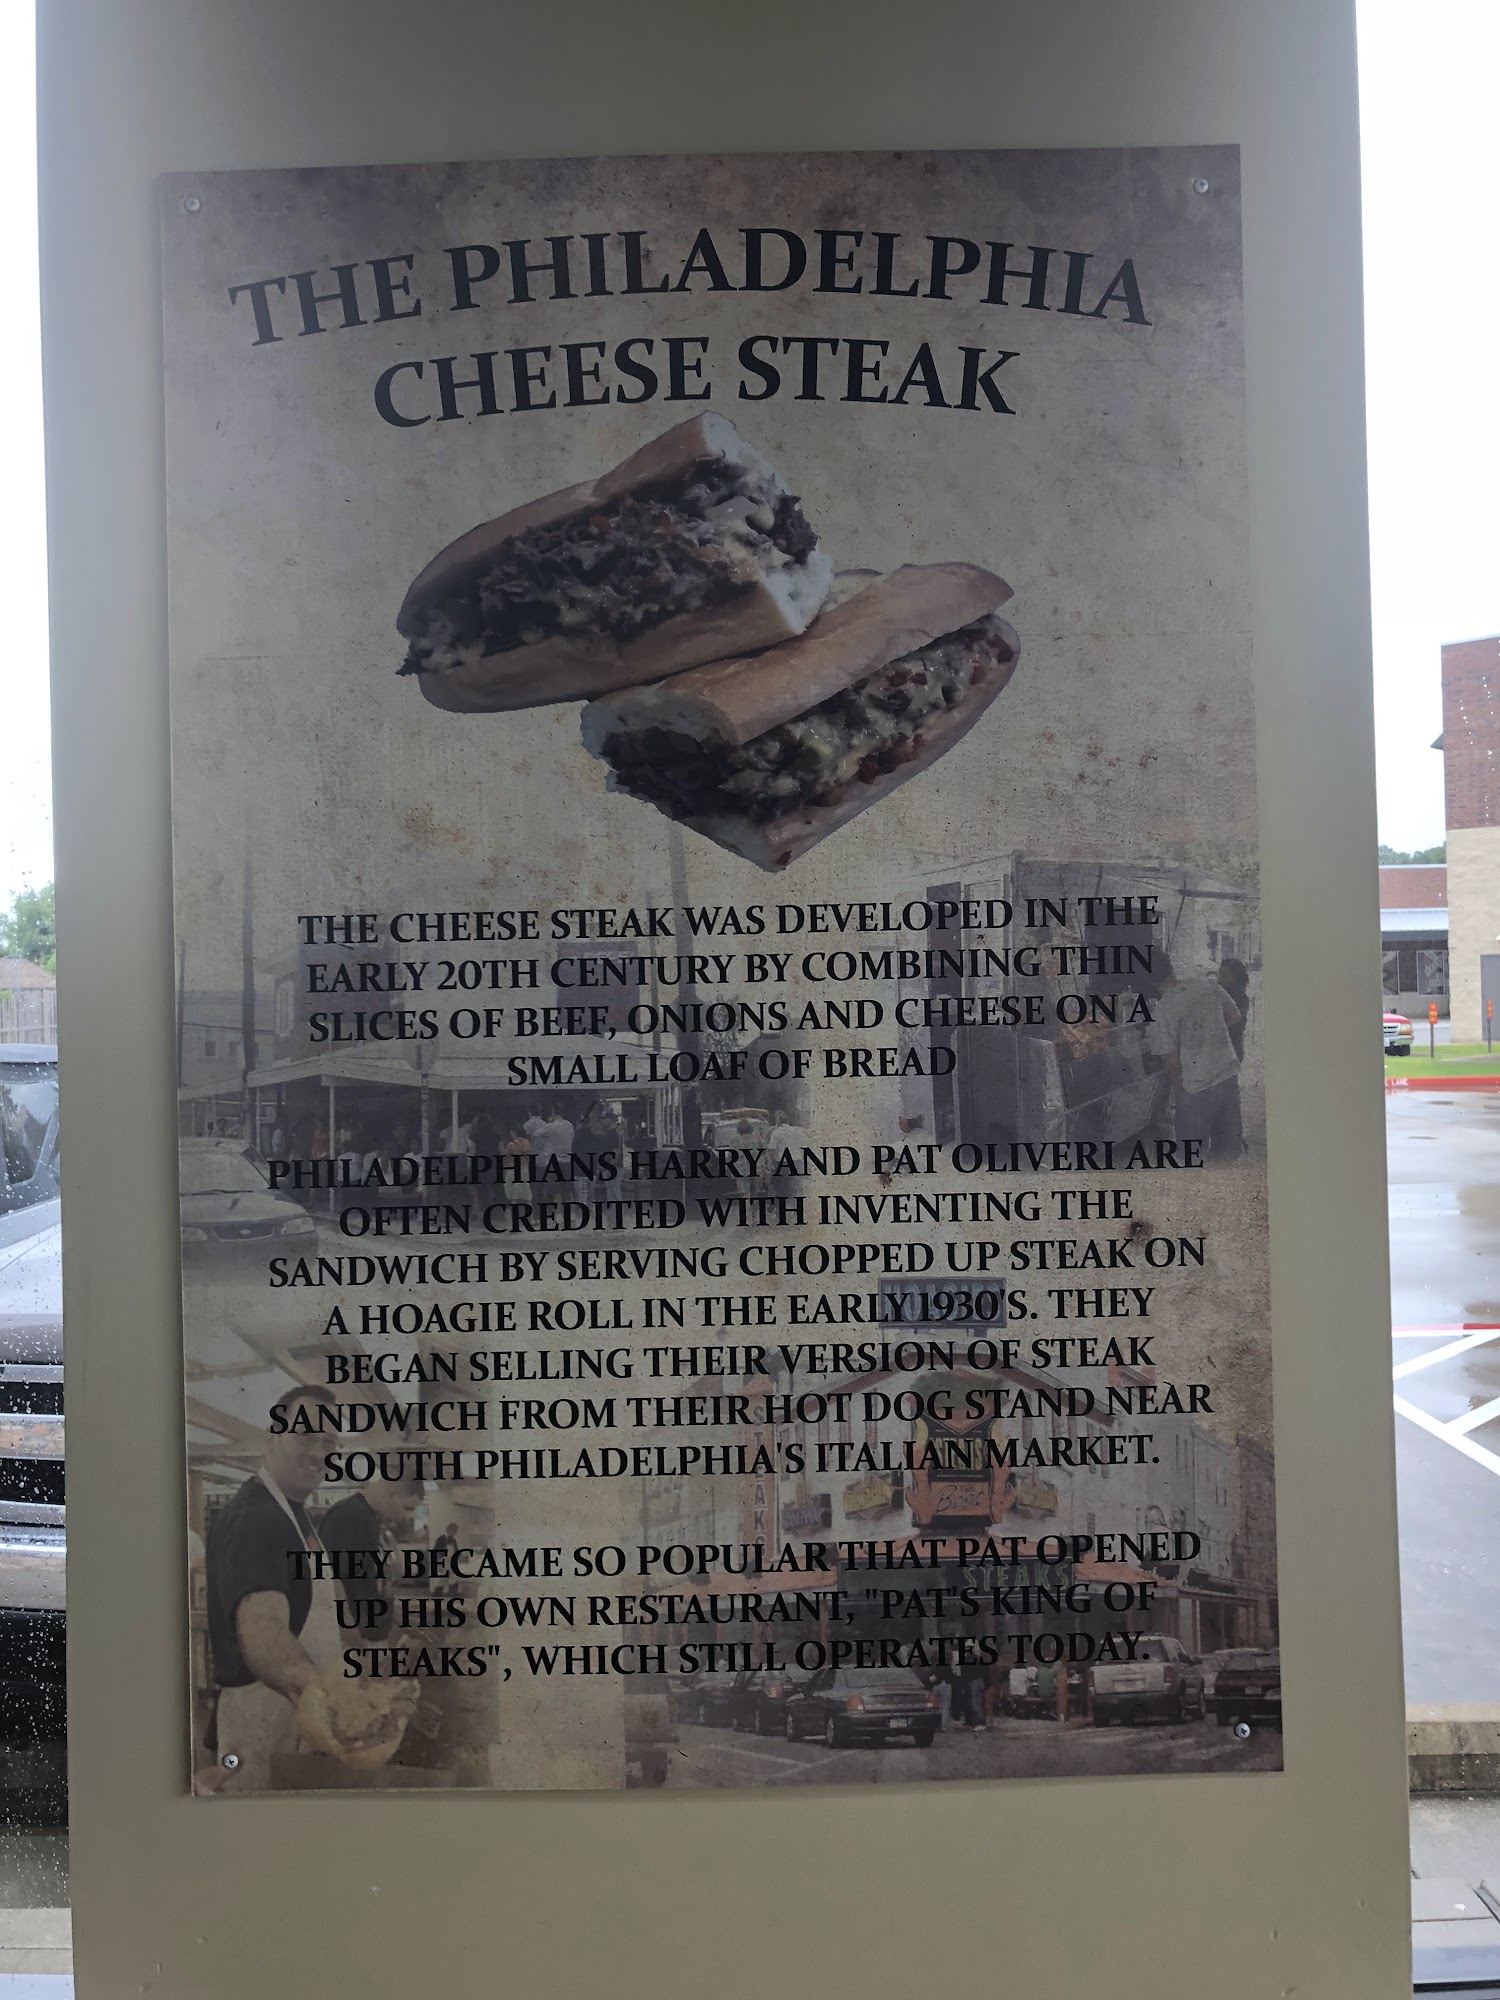 THE PHILADELPHIA
CHEESE STEAK
THE CHEESE STEAK WAS DEVELOPED IN THE
EARLY 20TH CENTURY BY COMBINING THIN
SLICES OF BEEF, ONIONS AND CHEESE ON A
SMALL LOAF OF BREAD
PHILADELPHIANS HARRY AND PAT OLIVERI ARE
OFTEN CREDITED WITH INVENTING THE
SANDWICH BY SERVING CHOPPED UP STEAK ON
A HOAGIE ROLL IN THE EARLY 1930'S. THEY
BEGAN SELLING THEIR VERSION OF STEAK
SANDWICH FROM THEIR HOT DOG STAND NEAR
SOUTH PHILADELPHIA'S ITALIAN MARKET.
THEY BECAME SO POPULAR THAT PAT OPENED
UP HIS OWN RESTAURANT, "PAT'S KING OF
STEAKS", WHICH STILL OPERATES TODAY.
STEAKS
LANE